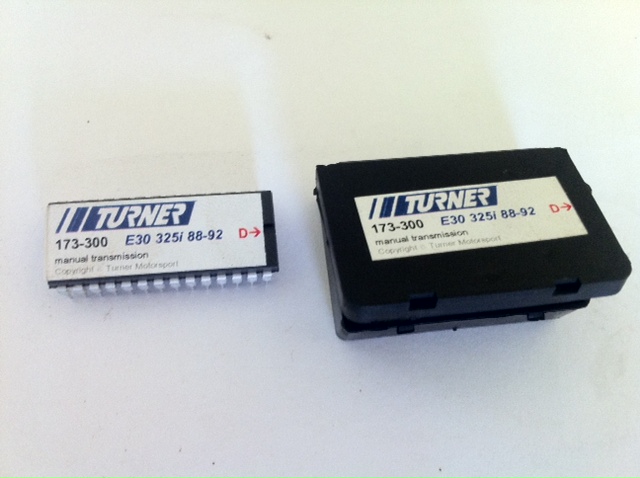 TURNER
173-300 E30 325i 88-92 D→
manual transmission
Copyright © Turner Motorsport
TURNER
173-300 E30 325i 88-92 D→
manual transmission
Copyright © Turner Motorsport